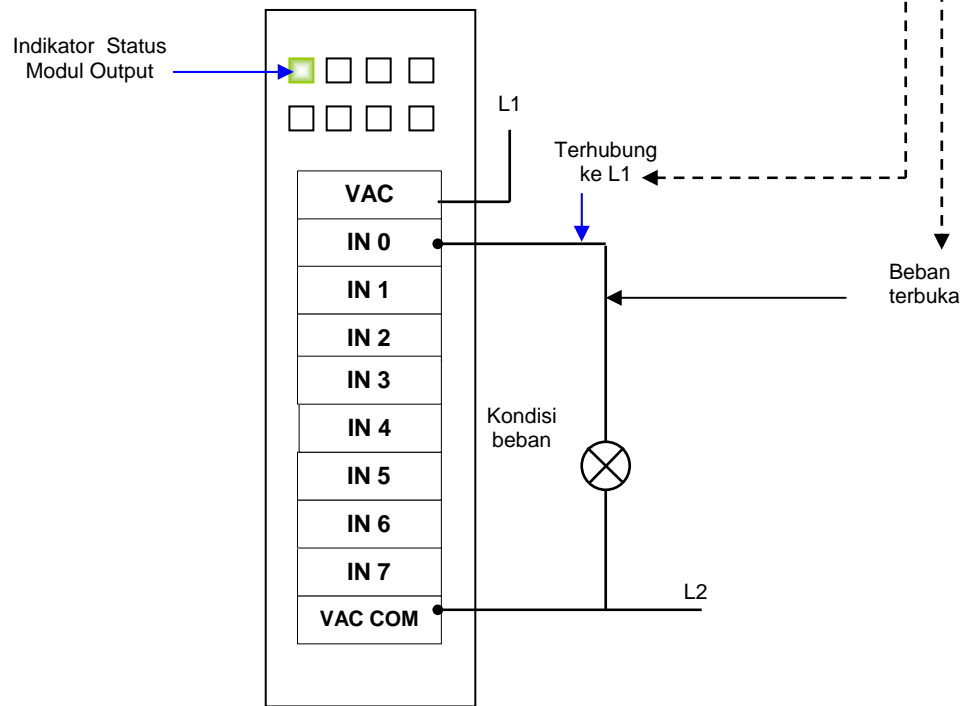 Indikator Status
Modul Output
L1
Terhubung
ke L1
VAC
IN 0
IN 1
IN 2
IN 3
IN 4
IN 5
IN 6
IN 7
VAC COM
Beban
terbuka
Kondisi
beban
L2